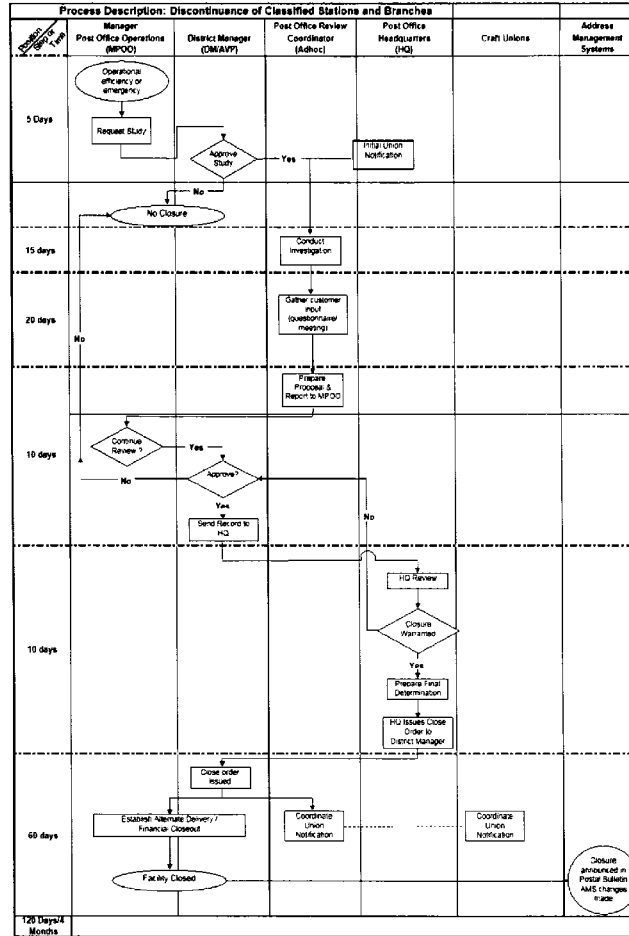 Process Description: Discontinuance of Classified Stations and Branches
Position
Step or
Time
Manager
Post Office Operations
(MPOO)
District Manager
(DM/AVP)
Post Office Review
Coordinator
(Adhoc)
Post Office
Headquarters
(HQ)
Craft Unions
Address
Management
Systems
5 Days
Operational
efficiency or
emergency
Request Study
Approve
Study
Yes
Initial Union
Notification
No
No Closure
15 days
Conduct
Investigation
20 days
Gather customer
input
(questionnaire/
meeting)
No
Prepare
Proposal &
Report to MPOO
10 days
Continue
Review ?
Yes
Approve?
No
Yes
No
Send Record to
HQ
10 days
HQ Review
Closure
Warranted
Yes
Prepare Final
Determination
HQ Issues Close
Order to
District Manager
60 days
Close order
issued
Establish Alternate Delivery /
Financial Closeout
Coordinate
Union
Notification
Coordinate
Union
Notification
Facility Closed
Closure
announced in
Postal Bulletin
AMS changes
made
120 Days/4
Months